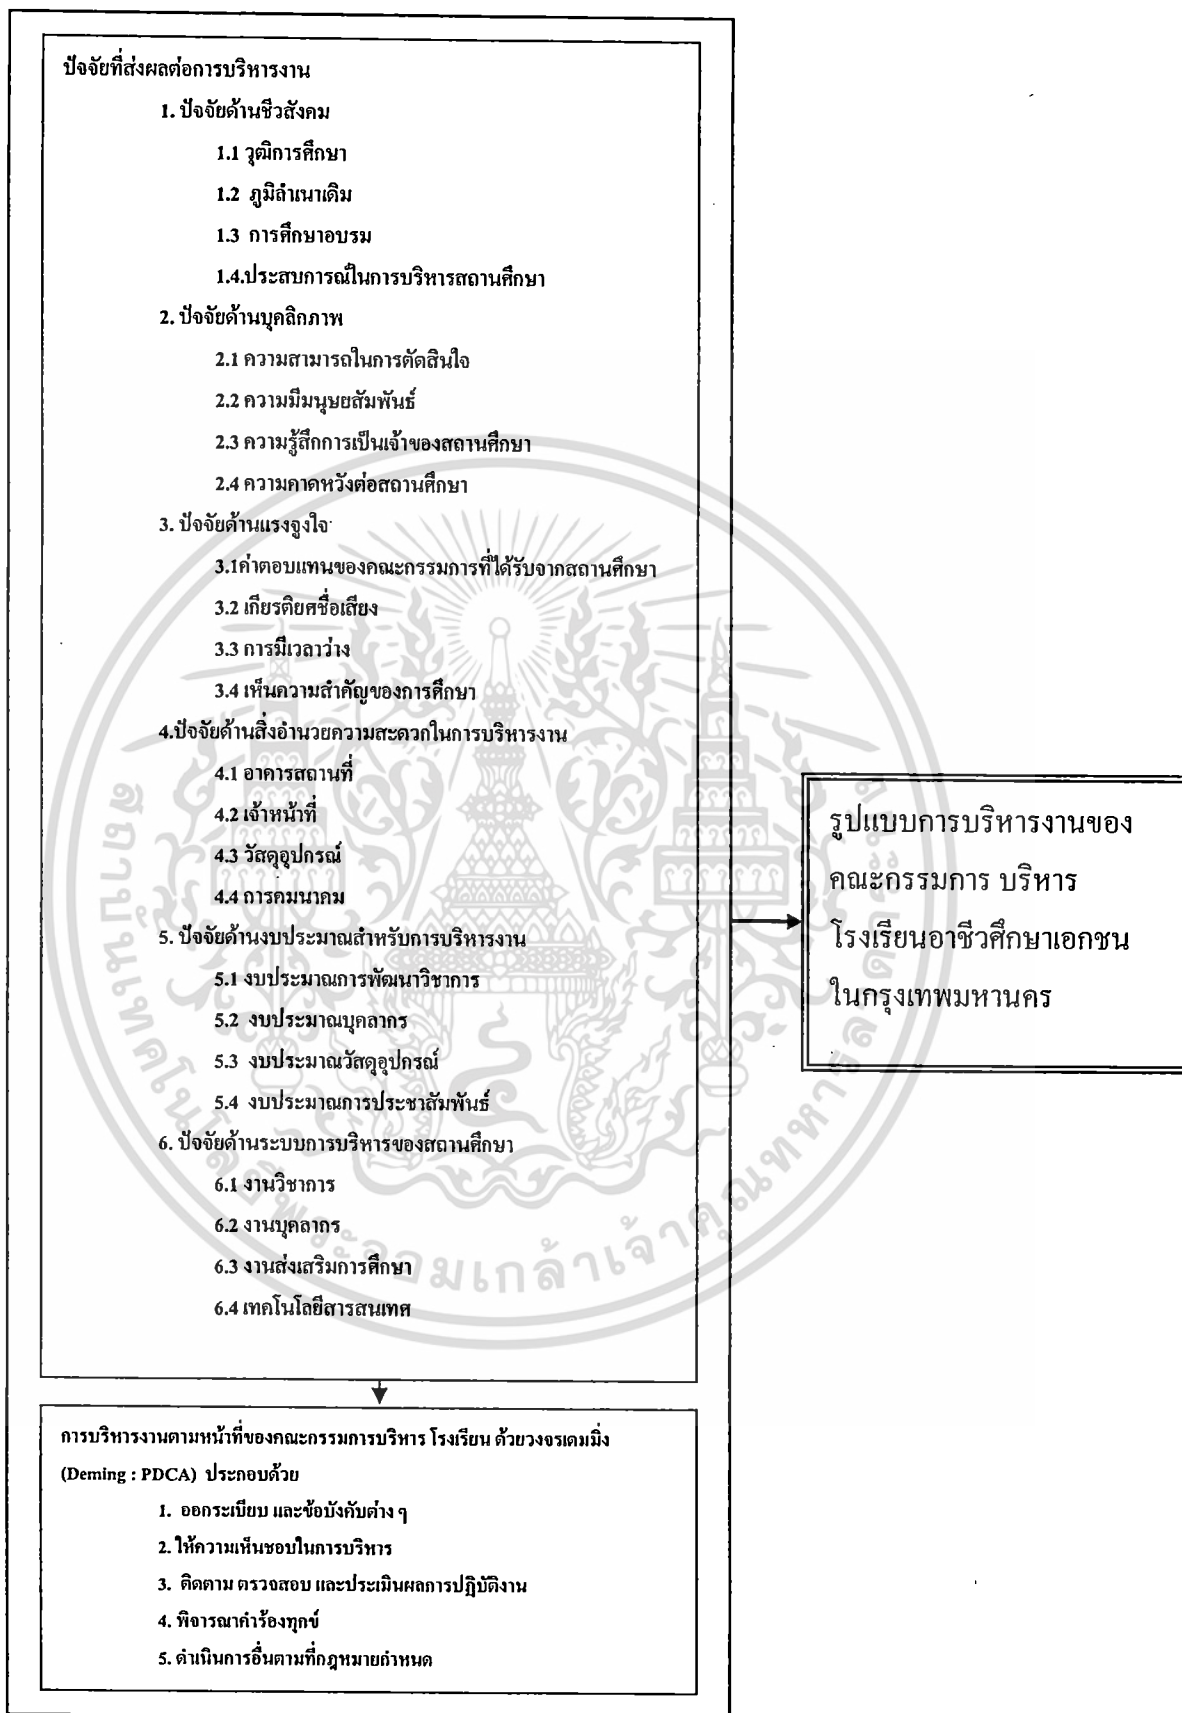 ปัจจัยที่ส่งผลต่อการบริหารงาน
1. ปัจจัยด้านชีวสังคม
1.1 วุฒิการศึกษา
1.2 ภูมิลำเนาเดิม
1.3 การศึกษาอบรม
1.4.ประสบการณ์ในการบริหารสถานศึกษา
2. ปัจจัยด้านบุคลิกภาพ
2.1 ความสามารถในการตัดสินใจ
2.2 ความมีมนุษยสัมพันธ์
2.3 ความรู้สึกการเป็นเจ้าของสถานศึกษา
2.4 ความคาดหวังต่อสถานศึกษา
3. ปัจจัยด้านแรงจูงใจ
3.1ค่าตอบแทนของคณะกรรมการที่ได้รับจากสถานศึกษา
3.2 เกียรติยศชื่อเสียง
3.3 การมีเวลาว่าง
3.4 เห็นความสำคัญของการศึกษา
4.ปัจจัยด้านสิ่งอำนวยความสะดวกในการบริหารงาน
4.1 อาคารสถานที่
4.2 เจ้าหน้าที่
4.3 วัสดุอุปกรณ์
4.4 การคมนาคม
5. ปัจจัยด้านงบประมาณสำหรับการบริหารงาน
5.1 งบประมาณการพัฒนาวิชาการ
5.2 งบประมาณบุคลากร
5.3 งบประมาณวัสดุอุปกรณ์
5.4 งบประมาณการประชาสัมพันธ์
6. ปัจจัยด้านระบบการบริหารของสถานศึกษา
6.1 งานวิชาการ
6.2 งานบุคลากร
6.3 งานส่งเสริมการศึกษา
6.4 เทคโนโลยีสารสนเทศ
การบริหารงานตามหน้าที่ของคณะกรรมการบริหาร โรงเรียน ด้วยวงจรเดมมิ่ง
(Deming : PDCA) ประกอบด้วย
1. ออกระเบียบ และข้อบังคับต่าง ๆ
2. ให้ความเห็นชอบในการบริหาร
3. ติดตาม ตรวจสอบ และประเมินผลการปฏิบัติงาน
4. พิจารณาคำร้องทุกข์
5. ดำเนินการอื่นตามที่กฎหมายกำหนด
รูปแบบการบริหารงานของ
คณะกรรมการ บริหาร
โรงเรียนอาชีวศึกษาเอกชน
ในกรุงเทพมหานคร
สถาบันเทคโนโลยีพระจอมเกล้าเจ้าคุณทหารลาดกระบัง